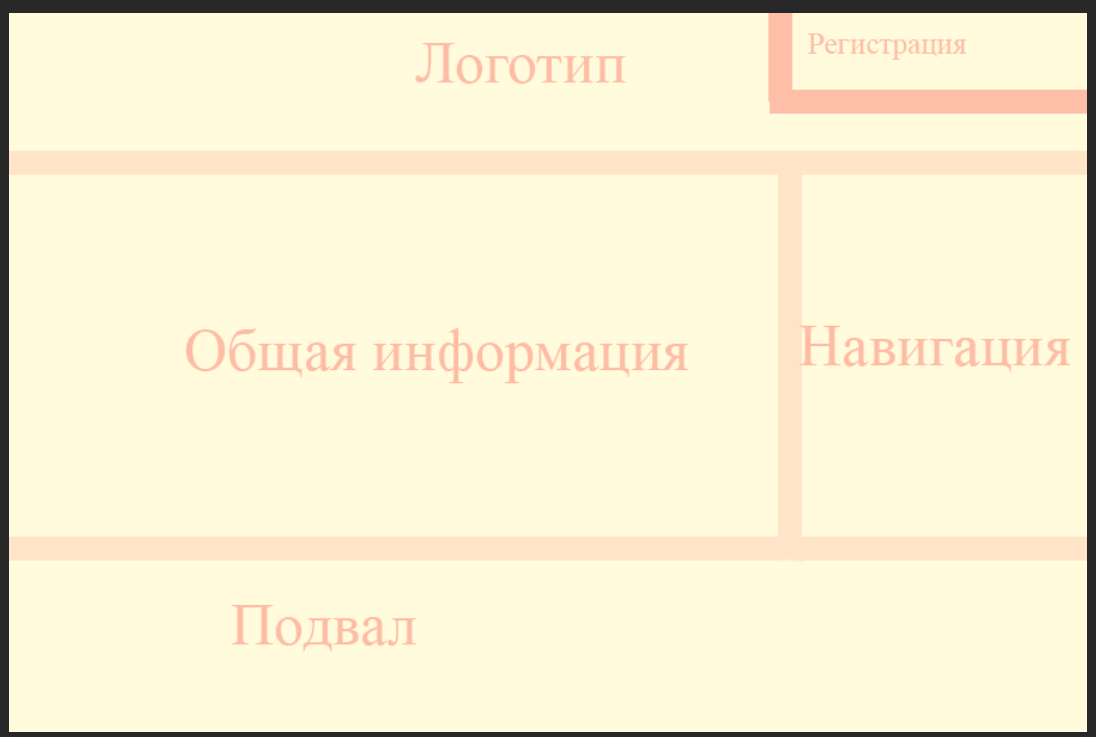 Логотип
Регистрация
Общая информация
Навигация
Подвал